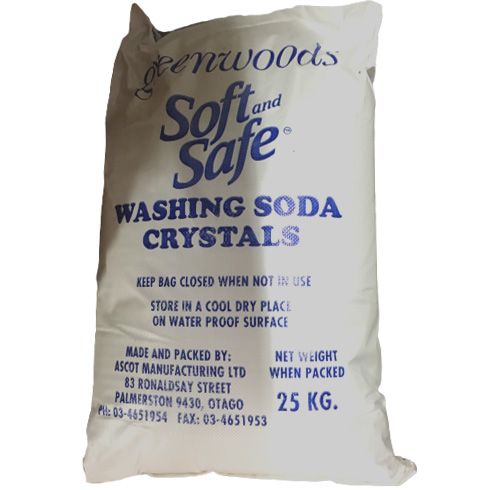 Greenwoods
Soft and
Safe™
WASHING SODA
CRYSTALS
KEEP BAG CLOSED WHEN NOT IN USE
STORE IN A COOL DRY PLACE
ON WATER PROOF SURFACE
MADE AND PACKED BY:
ASCOT MANUFACTURING LTD
83 RONALDSAY STREET
PALMERSTON 9430, OTAGO
PH: 03-4651954 FAX: 03-4651953
NET WEIGHT
WHEN PACKED
25 KG.